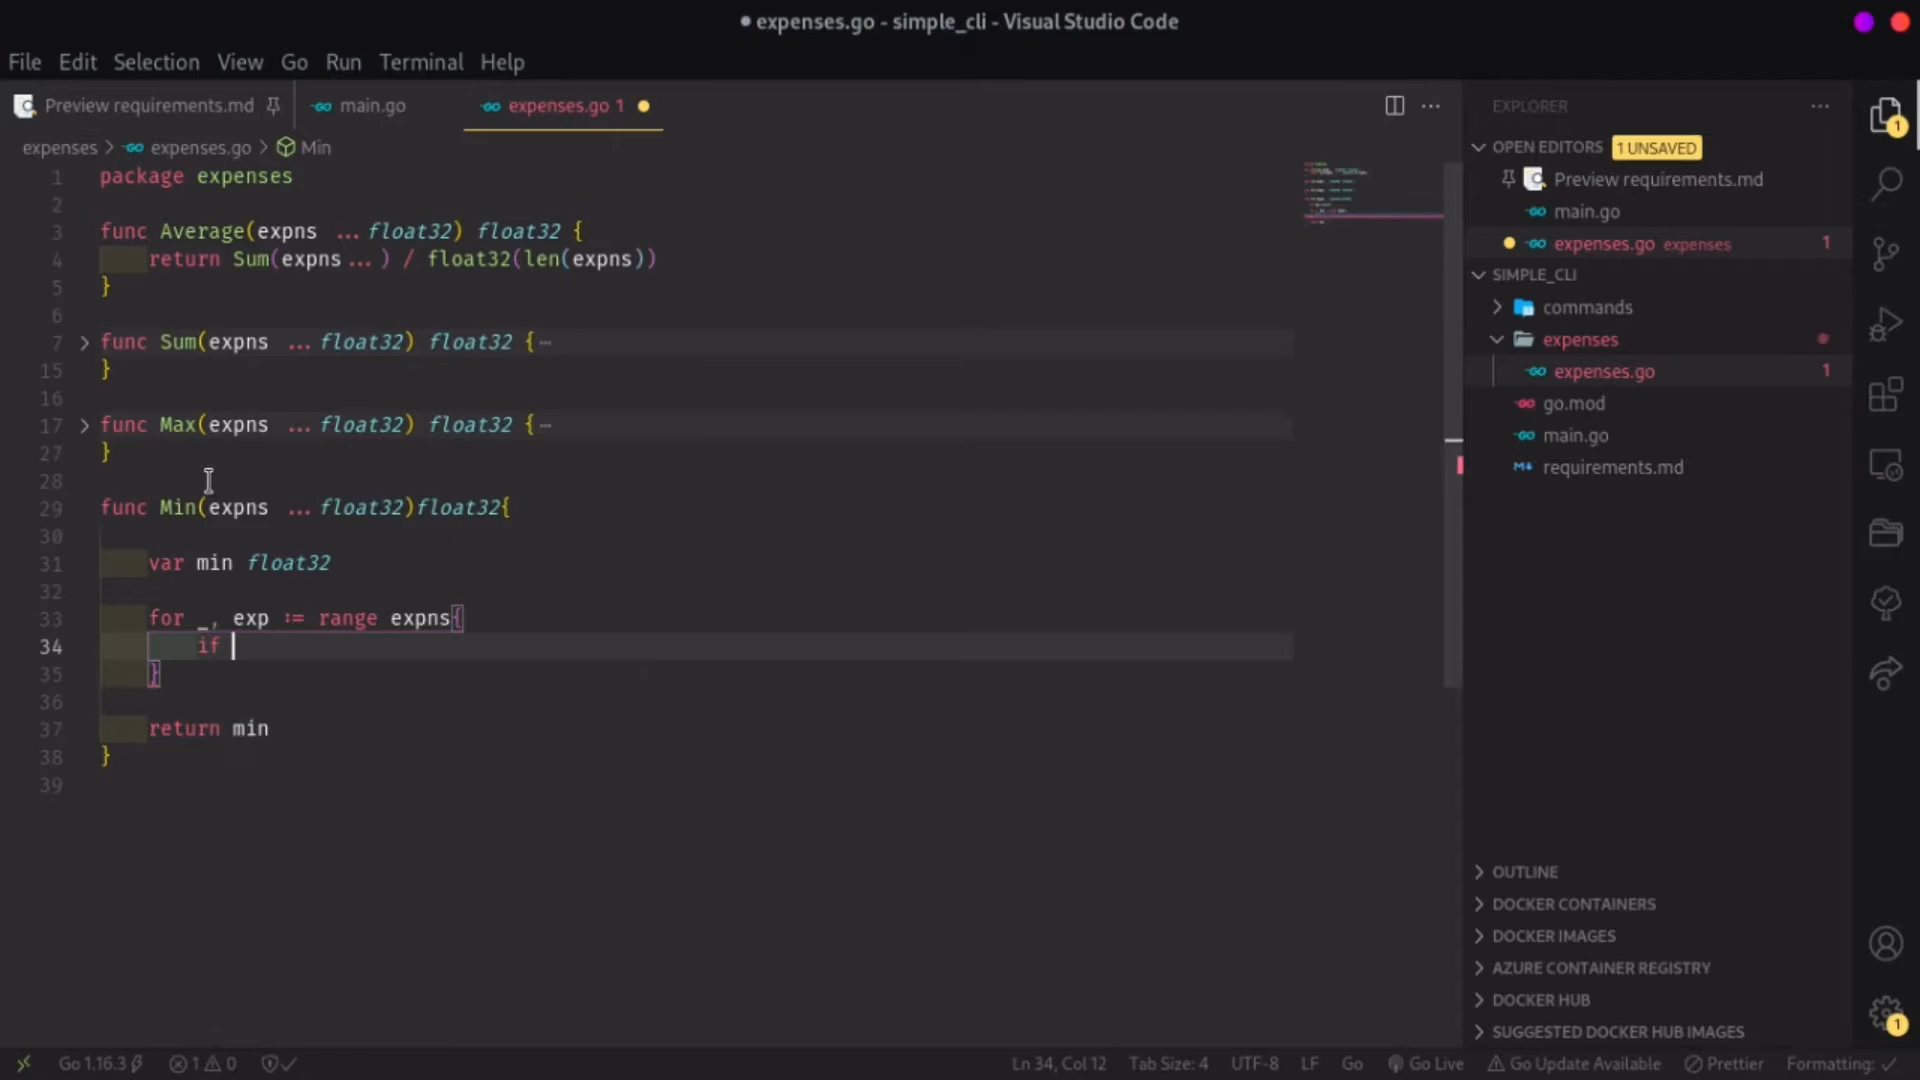 ● expenses.go - simple_cli - Visual Studio Code
File Edit Selection View Go Run Terminal Help
Preview requirements.md main.go expenses.go 1
expenses > expenses.go > Min
1 package expenses
2
3 func Average(expns ...float32) float32 {
4 return Sum(expns...) / float32(len(expns))
5 }
6
7 func Sum(expns ...float32) float32 {⋯
15 }
16
17 func Max(expns ...float32) float32 {⋯
27 }
28
29 func Min(expns ...float32)float32{
30
31 var min float32
32
33 for _, exp := range expns{
34 if
35 }
36
37 return min
38 }
39
EXPLORER
OPEN EDITORS 1 UNSAVED
Preview requirements.md
main.go
expenses.go expenses 1
SIMPLE_CLI
commands
expenses
expenses.go 1
go.mod
main.go
requirements.md
OUTLINE
DOCKER CONTAINERS
DOCKER IMAGES
AZURE CONTAINER REGISTRY
DOCKER HUB
SUGGESTED DOCKER HUB IMAGES
1
1
Go 1.16.3 1 0 Ln 34, Col 12 Tab Size: 4 UTF-8 LF Go Go Live Go Update Available Prettier Formatting: ✓